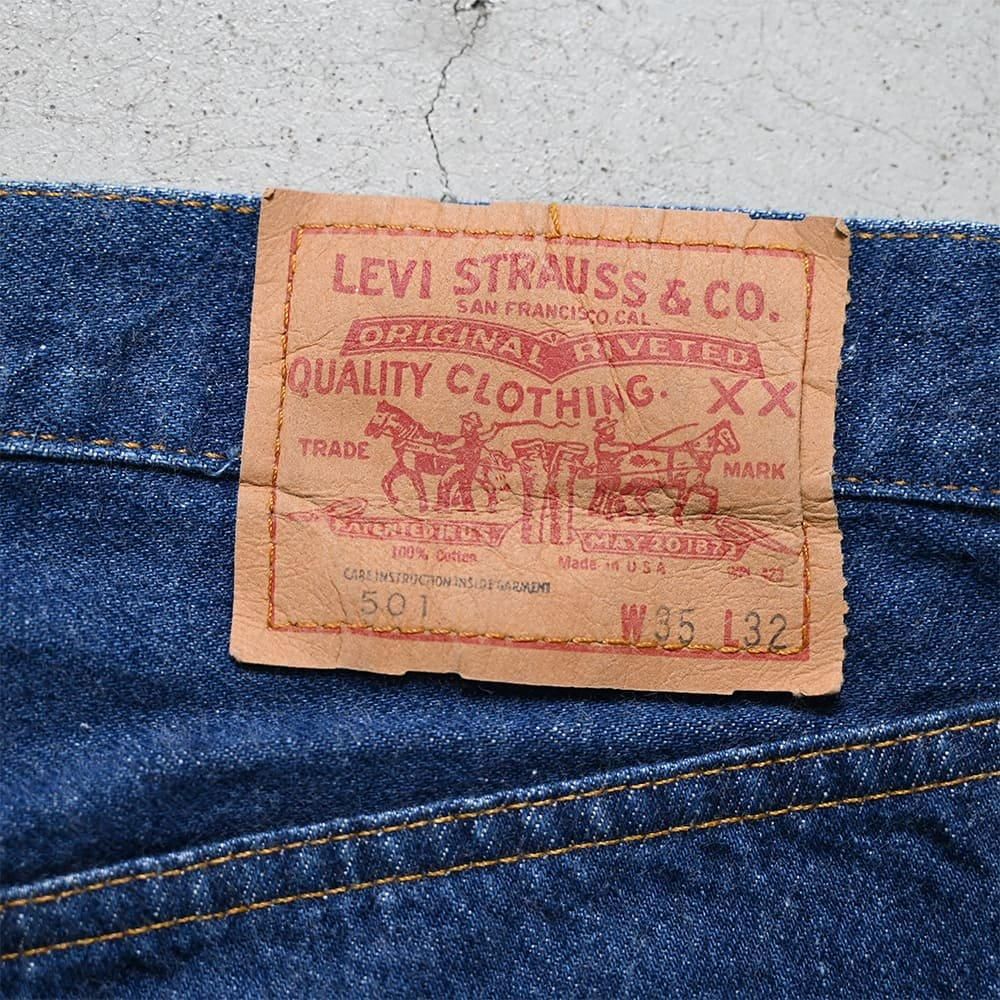 LEVI STRAUSS & CO.
SAN FRANCISCO, CAL.
ORIGINAL RIVETED
QUALITY CLOTHING. XX
TRADE MARK
PATENTED IN U.S. MAY 20 1873
100% Cotton Made in U S A
CARE INSTRUCTION INSIDE GARMENT
501 W35 L32